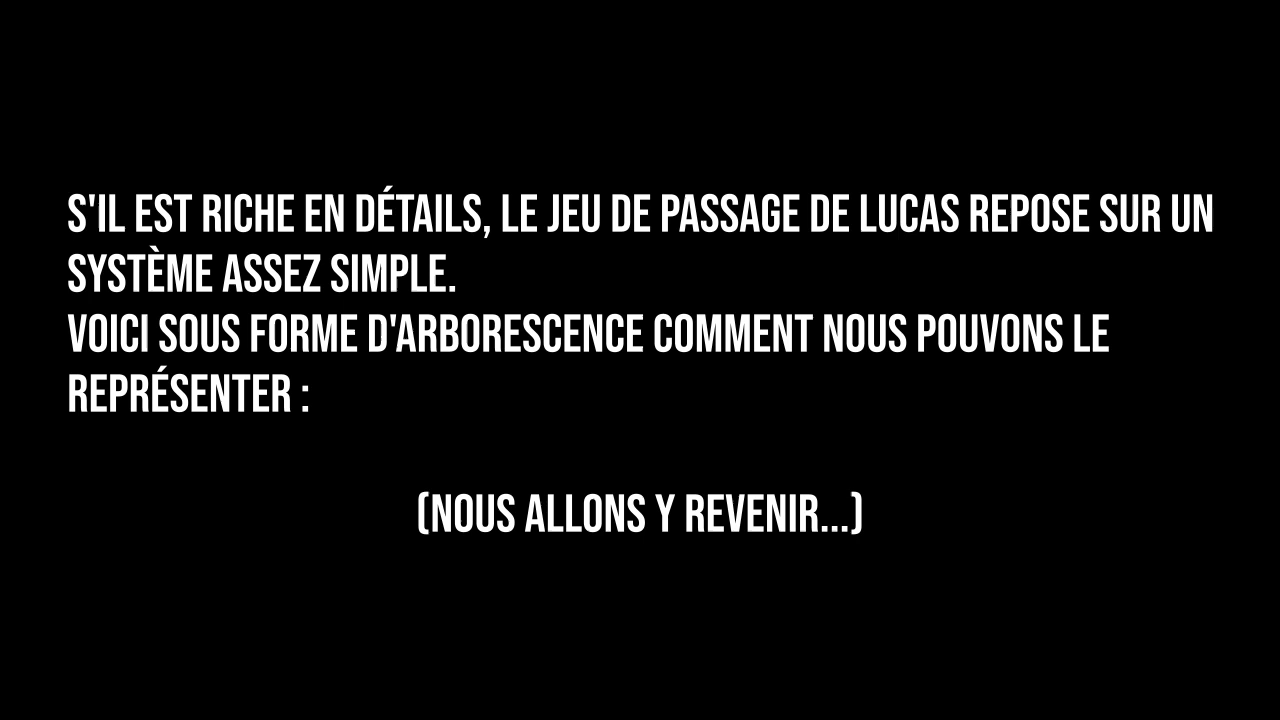 S'IL EST RICHE EN DÉTAILS, LE JEU DE PASSAGE DE LUCAS REPOSE SUR UN
SYSTÈME ASSEZ SIMPLE.
VOICI SOUS FORME D'ARBORESCENCE COMMENT NOUS POUVONS LE
REPRÉSENTER :
(NOUS ALLONS Y REVENIR...)